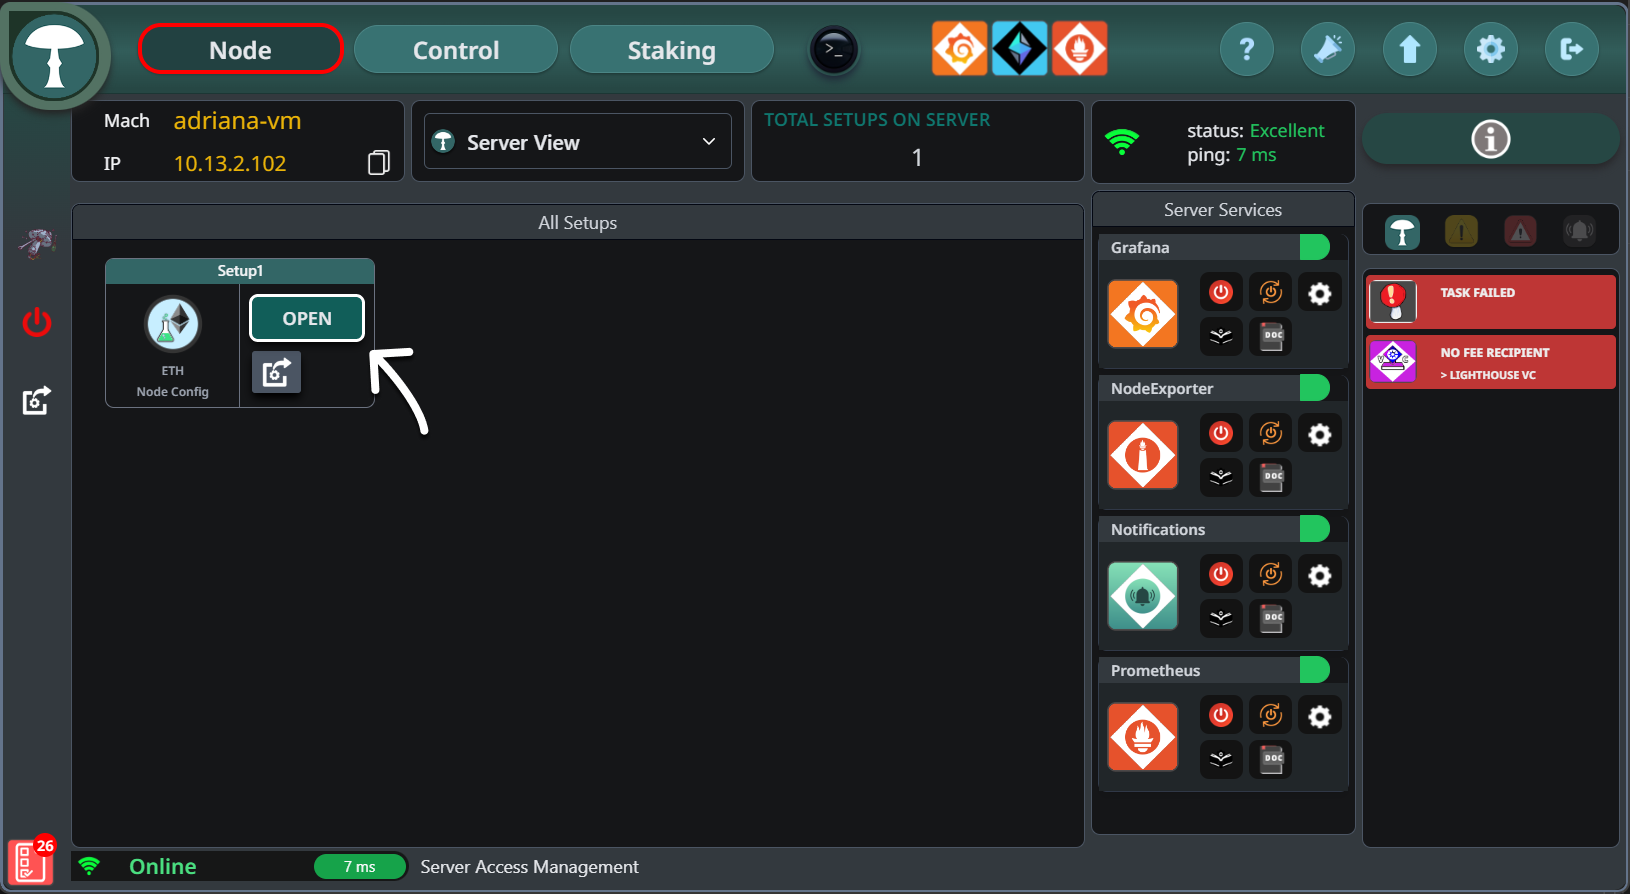 Node
Control
Staking
>_
?
Mach adriana-vm
IP 10.13.2.102
Server View
TOTAL SETUPS ON SERVER
1
status: Excellent
ping: 7 ms
i
All Setups
Setup1
OPEN
ETH
Node Config
Server Services
Grafana
DOC
NodeExporter
DOC
Notifications
DOC
Prometheus
DOC
TASK FAILED
V C
NO FEE RECIPIENT
> LIGHTHOUSE VC
26
Online
7 ms
Server Access Management